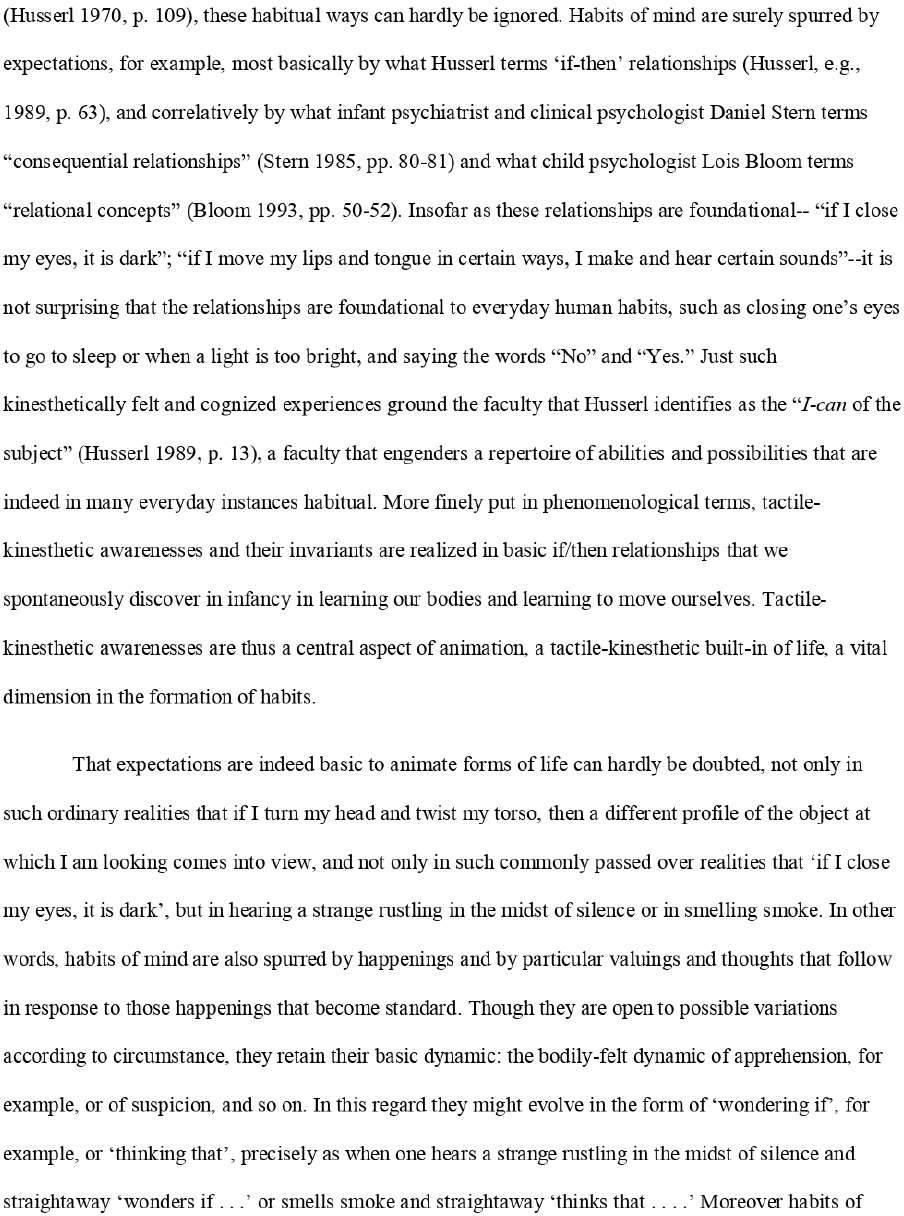 (Husserl 1970, p. 109), these habitual ways can hardly be ignored. Habits of mind are surely spurred by
expectations, for example, most basically by what Husserl terms ‘if-then’ relationships (Husserl, e.g.,
1989, p. 63), and correlatively by what infant psychiatrist and clinical psychologist Daniel Stern terms
“consequential relationships” (Stern 1985, pp. 80-81) and what child psychologist Lois Bloom terms
“relational concepts” (Bloom 1993, pp. 50-52). Insofar as these relationships are foundational-- “if I close
my eyes, it is dark”; “if I move my lips and tongue in certain ways, I make and hear certain sounds”--it is
not surprising that the relationships are foundational to everyday human habits, such as closing one’s eyes
to go to sleep or when a light is too bright, and saying the words “No” and “Yes.” Just such
kinesthetically felt and cognized experiences ground the faculty that Husserl identifies as the “I-can of the
subject” (Husserl 1989, p. 13), a faculty that engenders a repertoire of abilities and possibilities that are
indeed in many everyday instances habitual. More finely put in phenomenological terms, tactile-
kinesthetic awarenesses and their invariants are realized in basic if/then relationships that we
spontaneously discover in infancy in learning our bodies and learning to move ourselves. Tactile-
kinesthetic awarenesses are thus a central aspect of animation, a tactile-kinesthetic built-in of life, a vital
dimension in the formation of habits.
That expectations are indeed basic to animate forms of life can hardly be doubted, not only in
such ordinary realities that if I turn my head and twist my torso, then a different profile of the object at
which I am looking comes into view, and not only in such commonly passed over realities that ‘if I close
my eyes, it is dark’, but in hearing a strange rustling in the midst of silence or in smelling smoke. In other
words, habits of mind are also spurred by happenings and by particular valuings and thoughts that follow
in response to those happenings that become standard. Though they are open to possible variations
according to circumstance, they retain their basic dynamic: the bodily-felt dynamic of apprehension, for
example, or of suspicion, and so on. In this regard they might evolve in the form of ‘wondering if’, for
example, or ‘thinking that’, precisely as when one hears a strange rustling in the midst of silence and
straightaway ‘wonders if . . .’ or smells smoke and straightaway ‘thinks that . . . .’ Moreover habits of